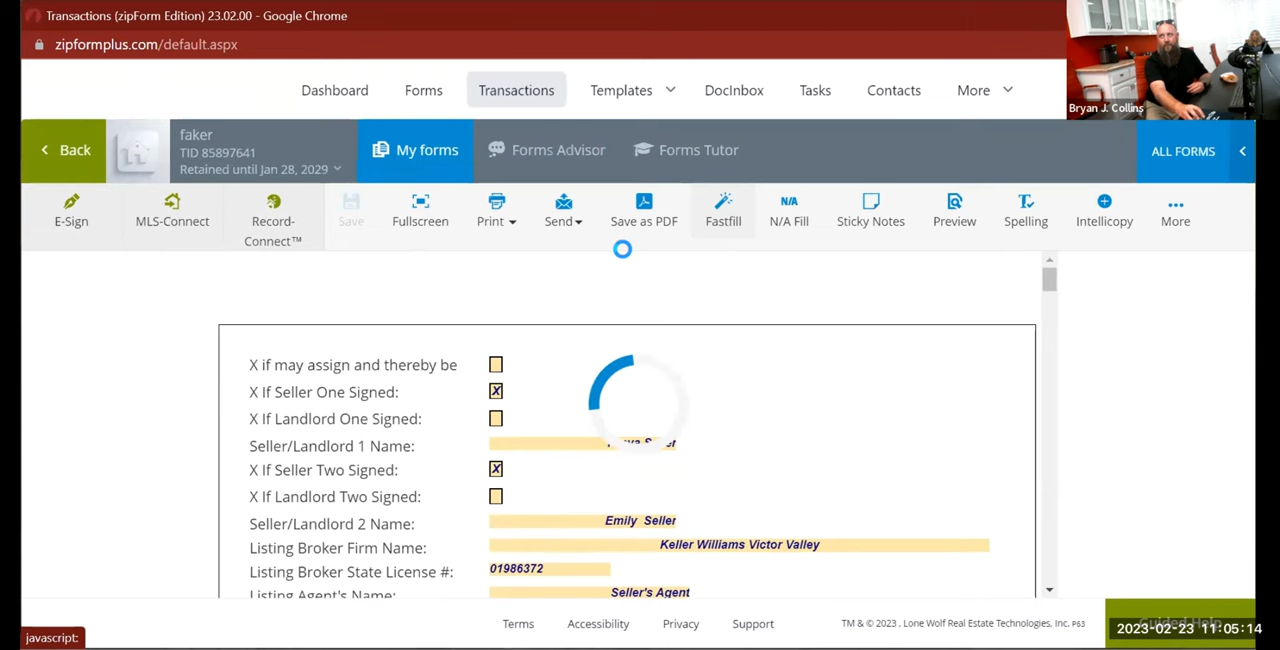 Transactions (zipForm Edition) 23.02.00 - Google Chrome
zipformplus.com/default.aspx
Bryan J. Collins
Dashboard Forms Transactions Templates DocInbox Tasks Contacts More
Back
faker
TID 85897641
Retained until Jan 28, 2029
My forms Forms Advisor Forms Tutor ALL FORMS
E-Sign MLS-Connect Record-Connect™ Save Fullscreen Print Send Save as PDF Fastfill N/A N/A Fill Sticky Notes Preview Spelling Intellicopy More
X if may assign and thereby be
X If Seller One Signed: X
X If Landlord One Signed:
Seller/Landlord 1 Name:
X If Seller Two Signed: X
X If Landlord Two Signed:
Seller/Landlord 2 Name: Emily Seller
Listing Broker Firm Name: Keller Williams Victor Valley
Listing Broker State License #: 01986372
Listing Agent's Name: Seller's Agent
Terms Accessibility Privacy Support TM & © 2023 , Lone Wolf Real Estate Technologies, Inc. P63
Guided Help
2023-02-23 11:05:14
javascript: